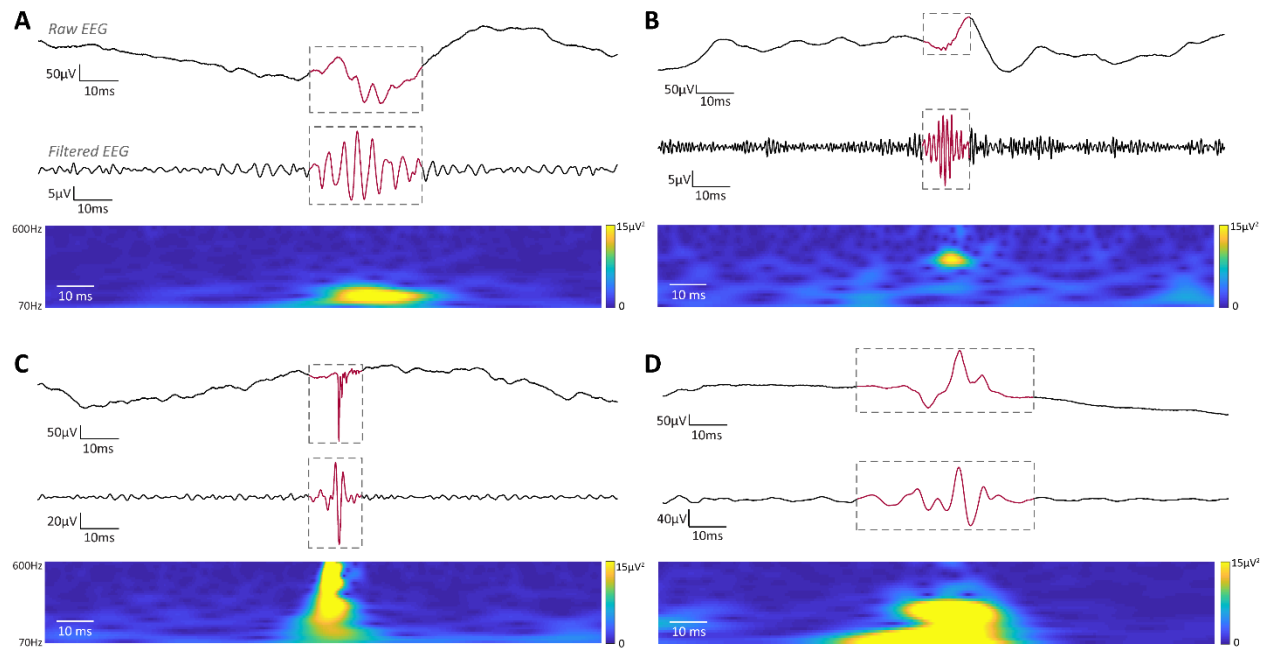 A
Raw EEG
50μV
10ms
Filtered EEG
5μV
10ms
600Hz
15μV²
10 ms
70Hz
0
B
50μV
10ms
5μV
10ms
15μV²
10 ms
0
C
50μV
10ms
20μV
10ms
600Hz
15μV²
10 ms
70Hz
0
D
50μV
10ms
40μV
10ms
15μV²
10 ms
0